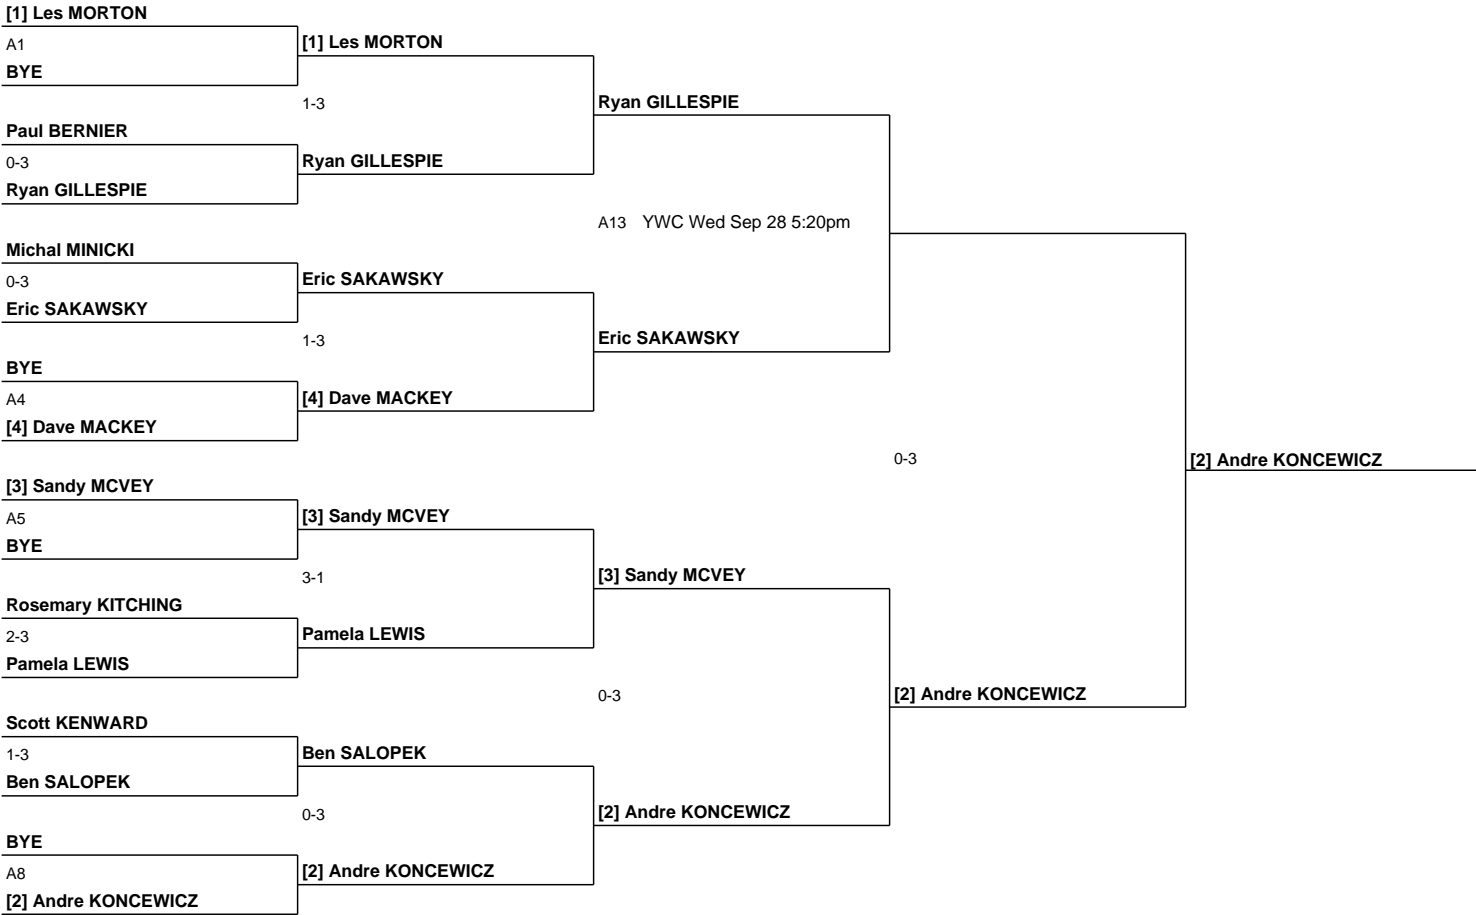 [1] Les MORTON
A1
BYE
[1] Les MORTON
1-3
Ryan GILLESPIE
Paul BERNIER
0-3
Ryan GILLESPIE
Ryan GILLESPIE
A13 YWC Wed Sep 28 5:20pm
Michal MINICKI
0-3
Eric SAKAWSKY
Eric SAKAWSKY
1-3
Eric SAKAWSKY
BYE
A4
[4] Dave MACKEY
[4] Dave MACKEY
0-3
[2] Andre KONCEWICZ
[3] Sandy MCVEY
A5
BYE
[3] Sandy MCVEY
3-1
[3] Sandy MCVEY
Rosemary KITCHING
2-3
Pamela LEWIS
Pamela LEWIS
0-3
[2] Andre KONCEWICZ
Scott KENWARD
1-3
Ben SALOPEK
Ben SALOPEK
0-3
[2] Andre KONCEWICZ
BYE
A8
[2] Andre KONCEWICZ
[2] Andre KONCEWICZ